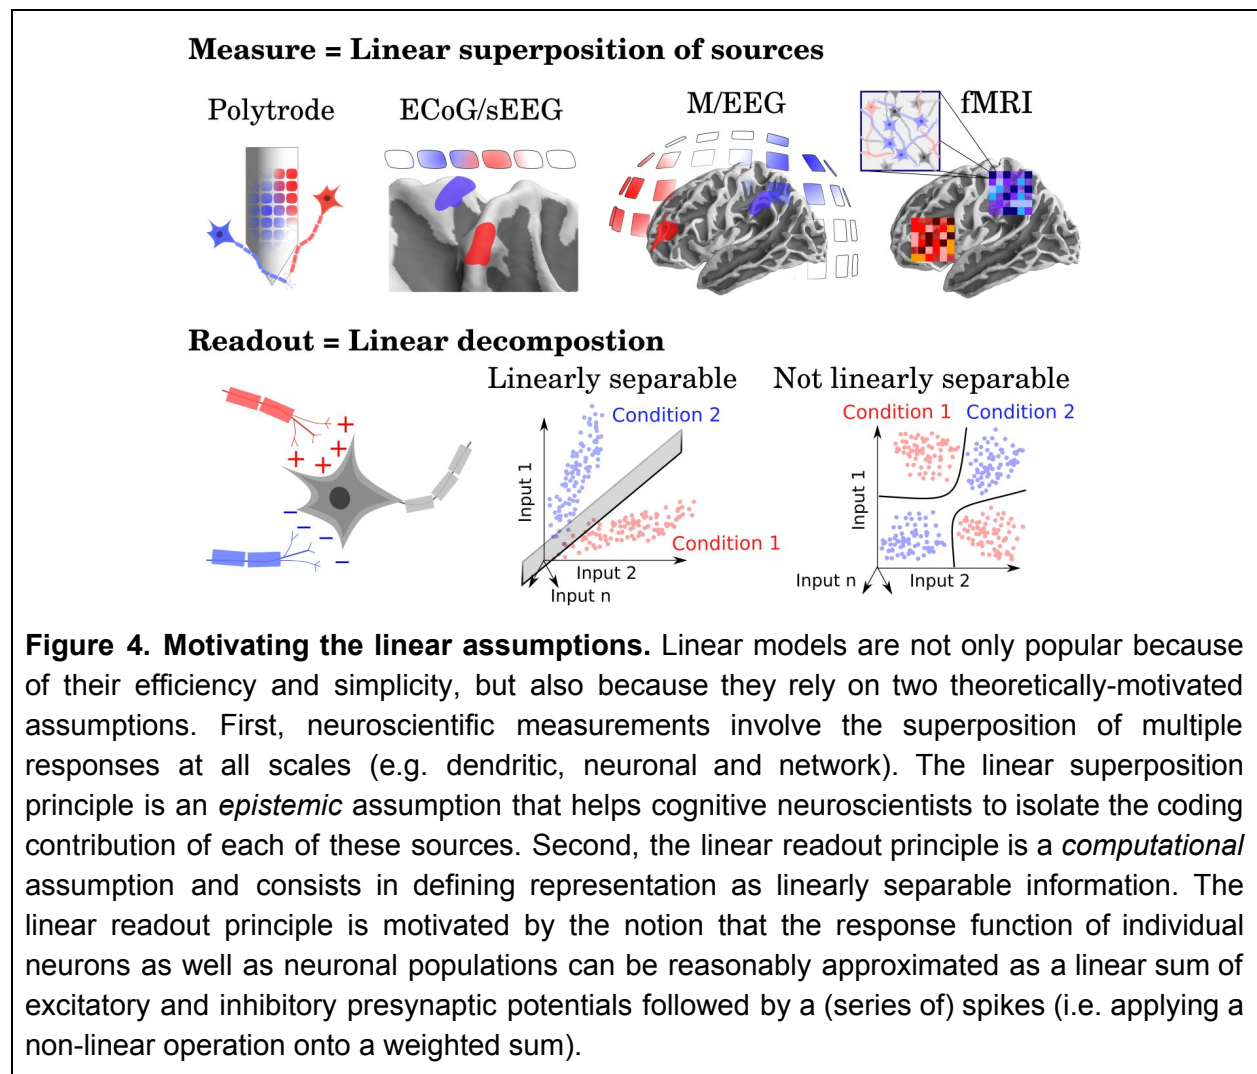 Measure = Linear superposition of sources
Polytrode
ECoG/sEEG
M/EEG
fMRI
Readout = Linear decompostion
Linearly separable
Not linearly separable
+
+
+
+
−
−
−
Condition 2
Input 1
Condition 1
Input 2
Input n
Condition 1
Condition 2
Input 1
Input n
Input 2
Figure 4. Motivating the linear assumptions. Linear models are not only popular because
of their efficiency and simplicity, but also because they rely on two theoretically-motivated
assumptions. First, neuroscientific measurements involve the superposition of multiple
responses at all scales (e.g. dendritic, neuronal and network). The linear superposition
principle is an epistemic assumption that helps cognitive neuroscientists to isolate the coding
contribution of each of these sources. Second, the linear readout principle is a computational
assumption and consists in defining representation as linearly separable information. The
linear readout principle is motivated by the notion that the response function of individual
neurons as well as neuronal populations can be reasonably approximated as a linear sum of
excitatory and inhibitory presynaptic potentials followed by a (series of) spikes (i.e. applying a
non-linear operation onto a weighted sum).